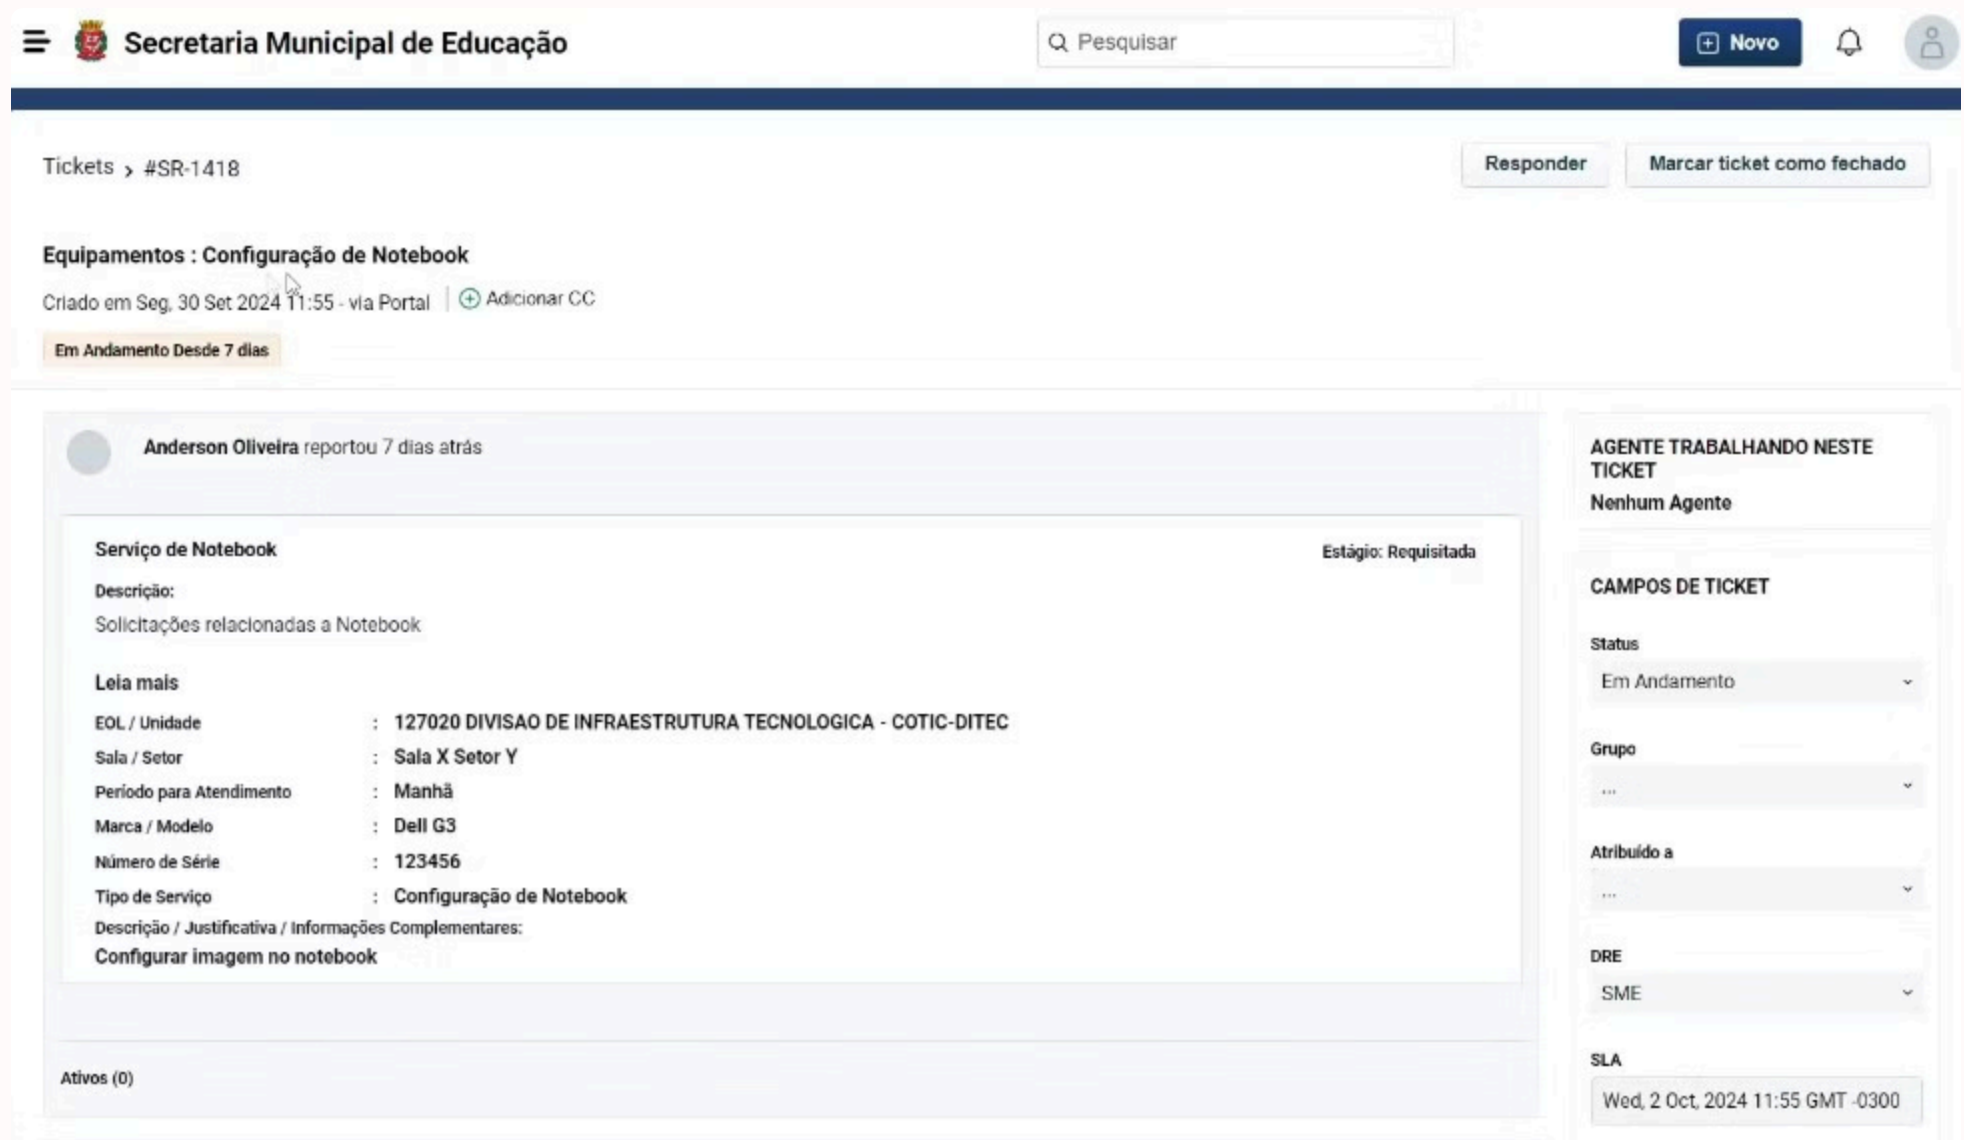 Secretaria Municipal de Educação
Pesquisar
Novo
Tickets > #SR-1418
Responder
Marcar ticket como fechado
Equipamentos : Configuração de Notebook
Criado em Seg, 30 Set 2024 11:55 - via Portal
Adicionar CC
Em Andamento Desde 7 dias
Anderson Oliveira reportou 7 dias atrás
Serviço de Notebook
Estágio: Requisitada
Descrição:
Solicitações relacionadas a Notebook
Leia mais
EOL / Unidade : 127020 DIVISAO DE INFRAESTRUTURA TECNOLOGICA - COTIC-DITEC
Sala / Setor : Sala X Setor Y
Período para Atendimento : Manhã
Marca / Modelo : Dell G3
Número de Série : 123456
Tipo de Serviço : Configuração de Notebook
Descrição / Justificativa / Informações Complementares:
Configurar imagem no notebook
Ativos (0)
AGENTE TRABALHANDO NESTE
TICKET
Nenhum Agente
CAMPOS DE TICKET
Status
Em Andamento
Grupo
...
Atribuído a
...
DRE
SME
SLA
Wed, 2 Oct, 2024 11:55 GMT -0300